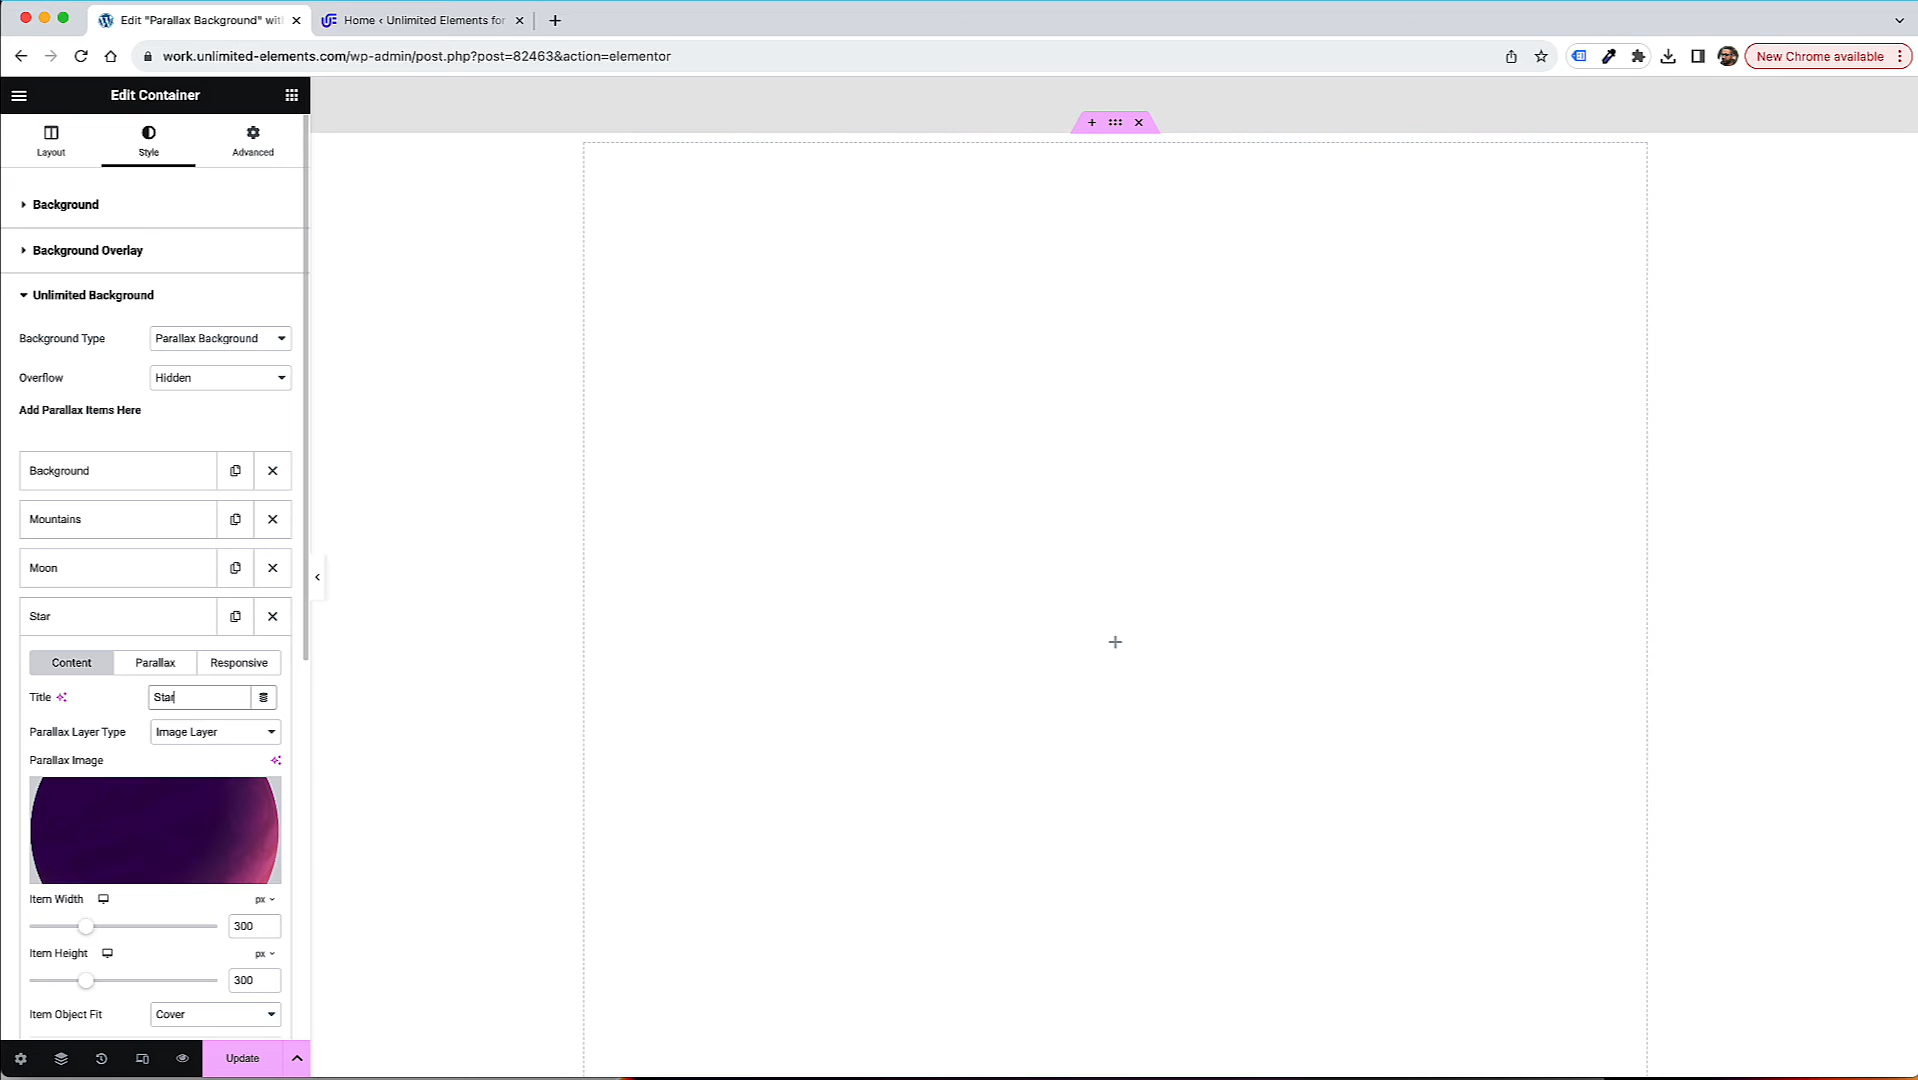 Edit "Parallax Background" with
Home ‹ Unlimited Elements for
work.unlimited-elements.com/wp-admin/post.php?post=82463&action=elementor
New Chrome available
Edit Container
Layout
Style
Advanced
Background
Background Overlay
Unlimited Background
Background Type
Parallax Background
Overflow
Hidden
Add Parallax Items Here
Background
Mountains
Moon
Star
Content
Parallax
Responsive
Title
Star
Parallax Layer Type
Image Layer
Parallax Image
Item Width
px
300
Item Height
px
300
Item Object Fit
Cover
Update